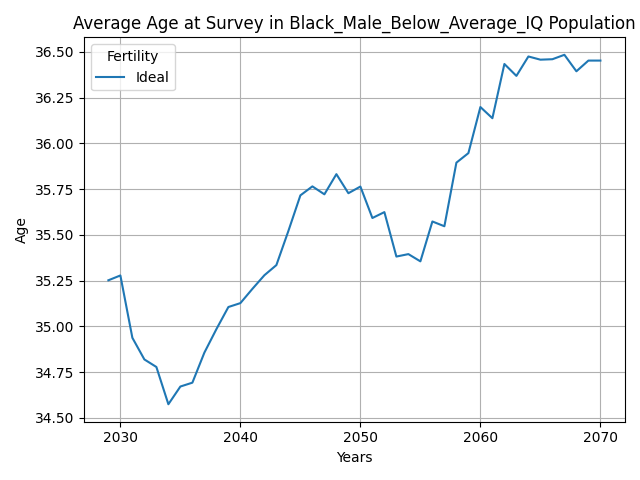 Average Age at Survey in Black_Male_Below_Average_IQ Population
Fertility
Ideal
36.50
36.25
36.00
35.75
35.50
35.25
35.00
34.75
34.50
Age
2030 2040 2050 2060 2070
Years